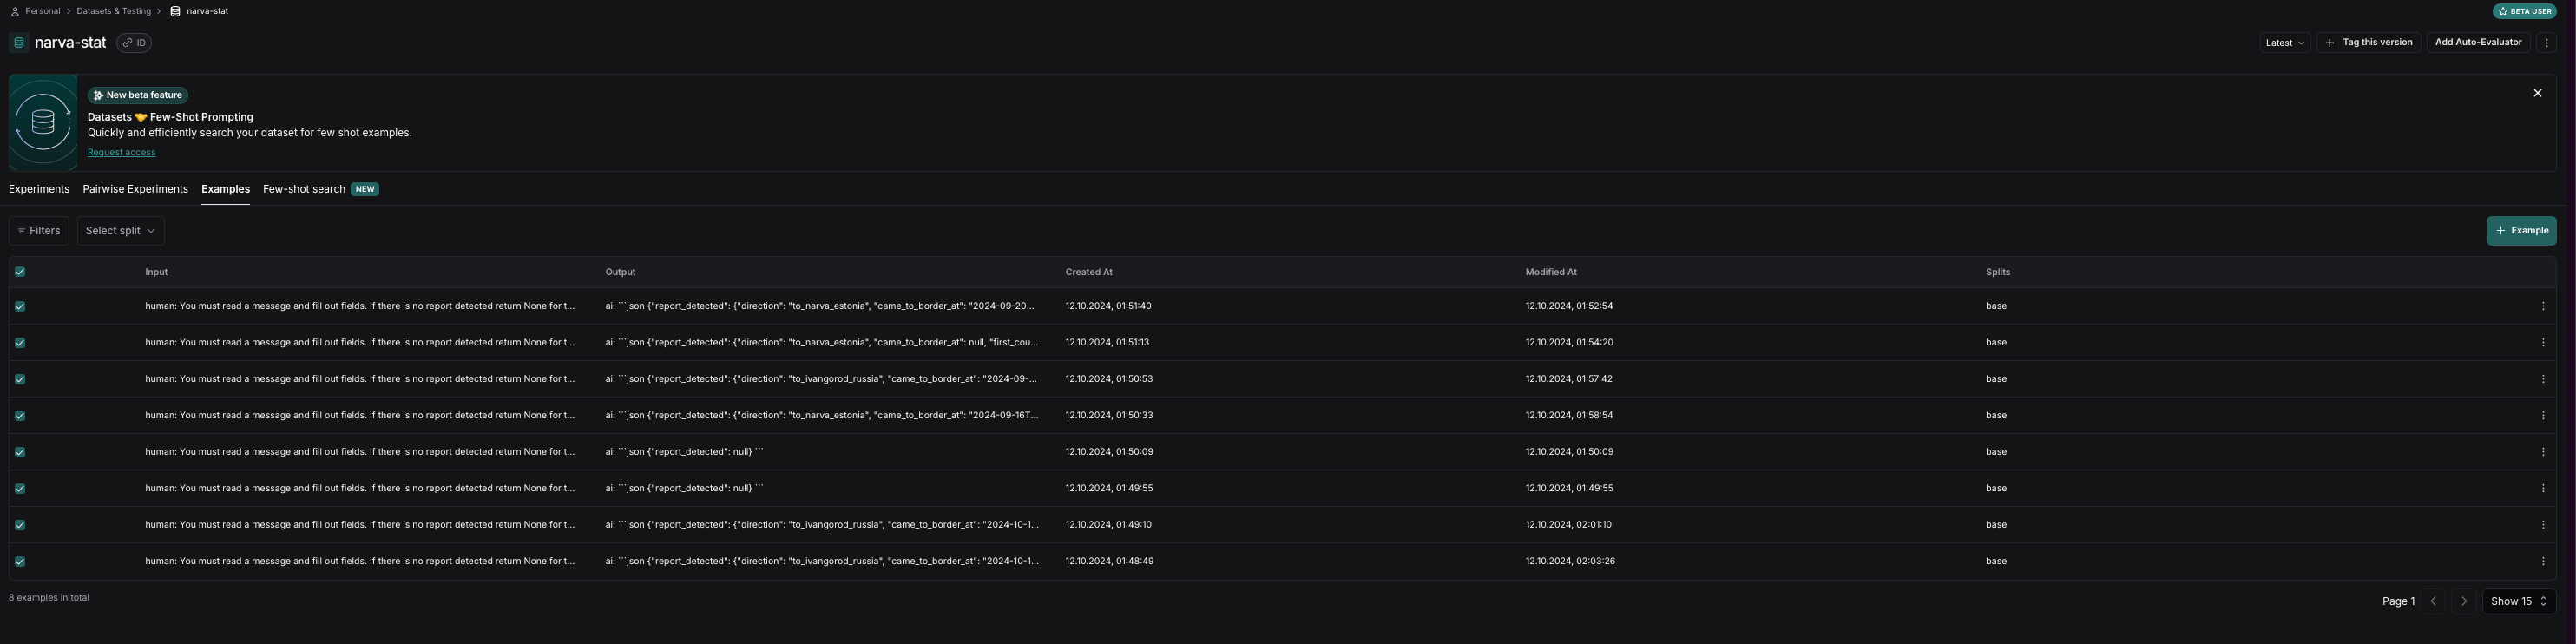 Personal > Datasets & Testing > narva-stat
BETA USER
narva-stat ID
Latest + Tag this version Add Auto-Evaluator
New beta feature
Datasets 🤝 Few-Shot Prompting
Quickly and efficiently search your dataset for few shot examples.
Request access
Experiments Pairwise Experiments Examples Few-shot search NEW
Filters Select split + Example
Input Output Created At Modified At Splits
human: You must read a message and fill out fields. If there is no report detected return None for t... ai: ```json {"report_detected": {"direction": "to_narva_estonia", "came_to_border_at": "2024-09-20... 12.10.2024, 01:51:40 12.10.2024, 01:52:54 base
human: You must read a message and fill out fields. If there is no report detected return None for t... ai: ```json {"report_detected": {"direction": "to_narva_estonia", "came_to_border_at": null, "first_cou... 12.10.2024, 01:51:13 12.10.2024, 01:54:20 base
human: You must read a message and fill out fields. If there is no report detected return None for t... ai: ```json {"report_detected": {"direction": "to_ivangorod_russia", "came_to_border_at": "2024-09-... 12.10.2024, 01:50:53 12.10.2024, 01:57:42 base
human: You must read a message and fill out fields. If there is no report detected return None for t... ai: ```json {"report_detected": {"direction": "to_narva_estonia", "came_to_border_at": "2024-09-16T... 12.10.2024, 01:50:33 12.10.2024, 01:58:54 base
human: You must read a message and fill out fields. If there is no report detected return None for t... ai: ```json {"report_detected": null} ``` 12.10.2024, 01:50:09 12.10.2024, 01:50:09 base
human: You must read a message and fill out fields. If there is no report detected return None for t... ai: ```json {"report_detected": null} ``` 12.10.2024, 01:49:55 12.10.2024, 01:49:55 base
human: You must read a message and fill out fields. If there is no report detected return None for t... ai: ```json {"report_detected": {"direction": "to_ivangorod_russia", "came_to_border_at": "2024-10-1... 12.10.2024, 01:49:10 12.10.2024, 02:01:10 base
human: You must read a message and fill out fields. If there is no report detected return None for t... ai: ```json {"report_detected": {"direction": "to_ivangorod_russia", "came_to_border_at": "2024-10-1... 12.10.2024, 01:48:49 12.10.2024, 02:03:26 base
8 examples in total
Page 1 Show 15